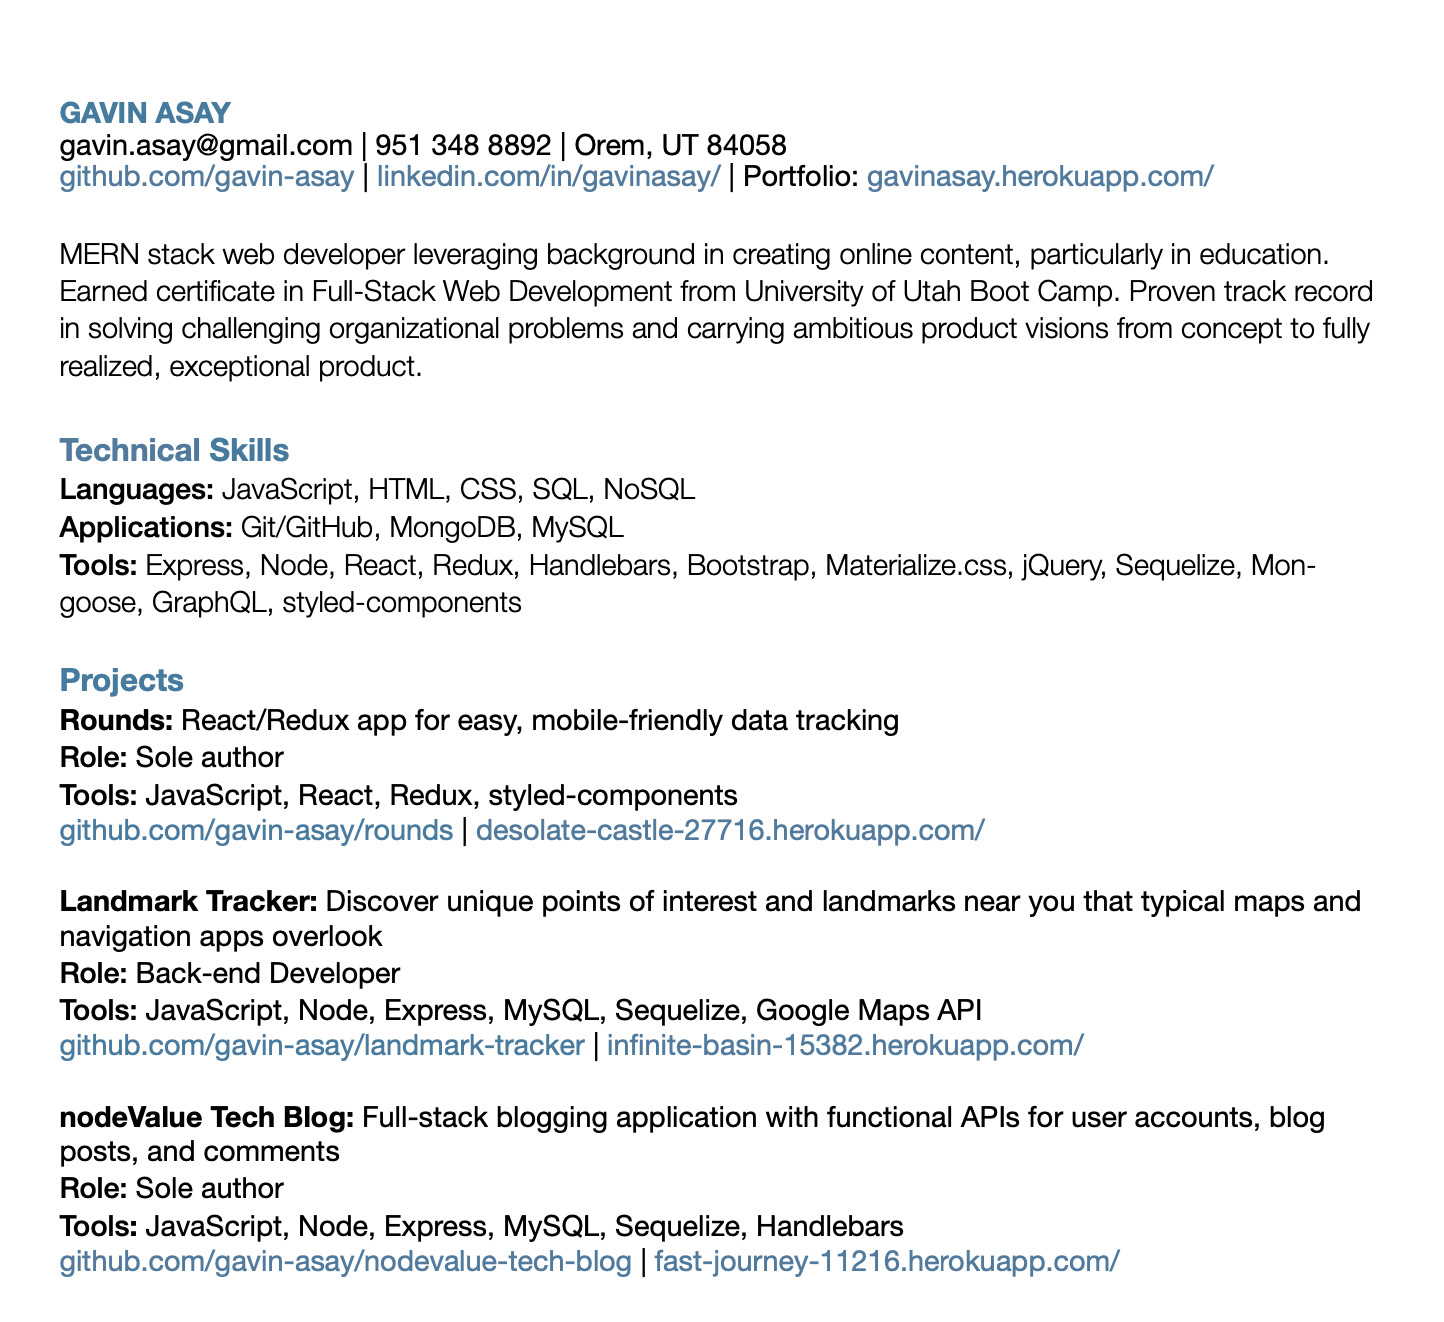 GAVIN ASAY
gavin.asay@gmail.com | 951 348 8892 | Orem, UT 84058
github.com/gavin-asay | linkedin.com/in/gavinasay/ | Portfolio: gavinasay.herokuapp.com/
MERN stack web developer leveraging background in creating online content, particularly in education.
Earned certificate in Full-Stack Web Development from University of Utah Boot Camp. Proven track record
in solving challenging organizational problems and carrying ambitious product visions from concept to fully
realized, exceptional product.
Technical Skills
Languages: JavaScript, HTML, CSS, SQL, NoSQL
Applications: Git/GitHub, MongoDB, MySQL
Tools: Express, Node, React, Redux, Handlebars, Bootstrap, Materialize.css, jQuery, Sequelize, Mon-
goose, GraphQL, styled-components
Projects
Rounds: React/Redux app for easy, mobile-friendly data tracking
Role: Sole author
Tools: JavaScript, React, Redux, styled-components
github.com/gavin-asay/rounds | desolate-castle-27716.herokuapp.com/
Landmark Tracker: Discover unique points of interest and landmarks near you that typical maps and
navigation apps overlook
Role: Back-end Developer
Tools: JavaScript, Node, Express, MySQL, Sequelize, Google Maps API
github.com/gavin-asay/landmark-tracker | infinite-basin-15382.herokuapp.com/
nodeValue Tech Blog: Full-stack blogging application with functional APIs for user accounts, blog
posts, and comments
Role: Sole author
Tools: JavaScript, Node, Express, MySQL, Sequelize, Handlebars
github.com/gavin-asay/nodevalue-tech-blog | fast-journey-11216.herokuapp.com/